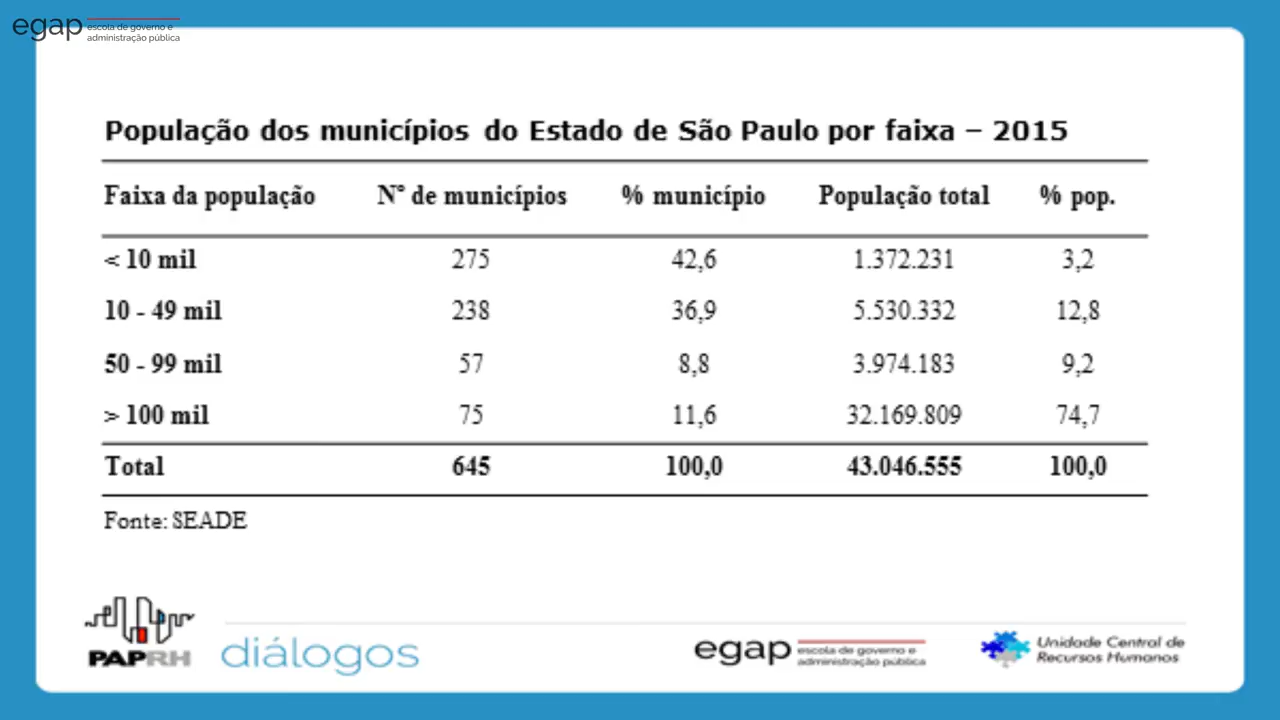 egap escola de governo e
administração pública
População dos municípios do Estado de São Paulo por faixa – 2015
Faixa da população N° de municípios % município População total % pop.
< 10 mil 275 42,6 1.372.231 3,2
10 - 49 mil 238 36,9 5.530.332 12,8
50 - 99 mil 57 8,8 3.974.183 9,2
> 100 mil 75 11,6 32.169.809 74,7
Total 645 100,0 43.046.555 100,0
Fonte: SEADE
PAPRH diálogos egap escola de governo e
administração pública
Unidade Central de
Recursos Humanos